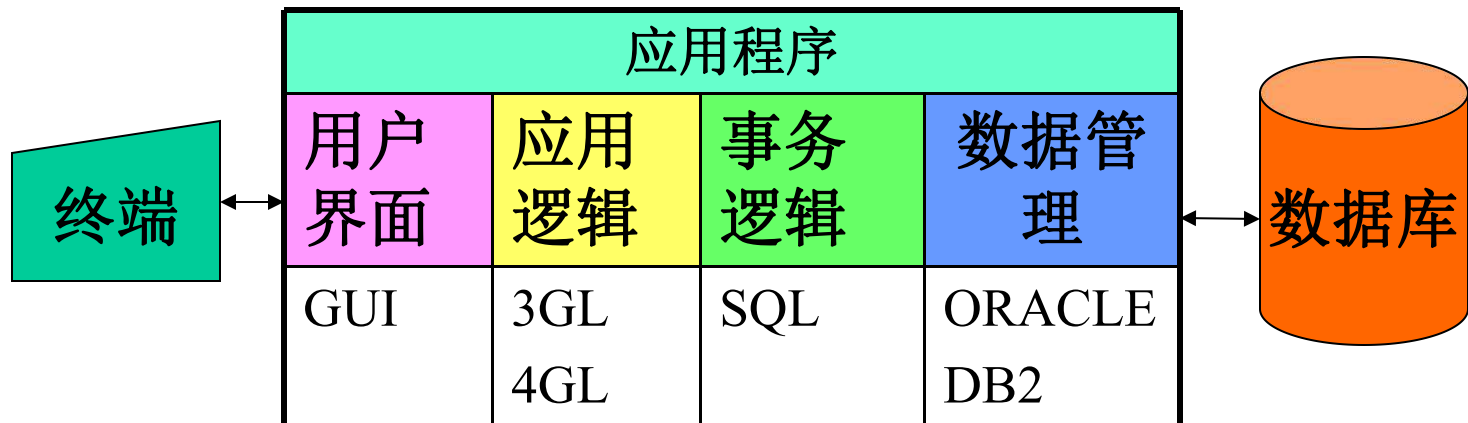 应用程序
终端
用户
界面
应用
逻辑
事务
逻辑
数据管
理
数据库
GUI
3GL
4GL
SQL
ORACLE
DB2